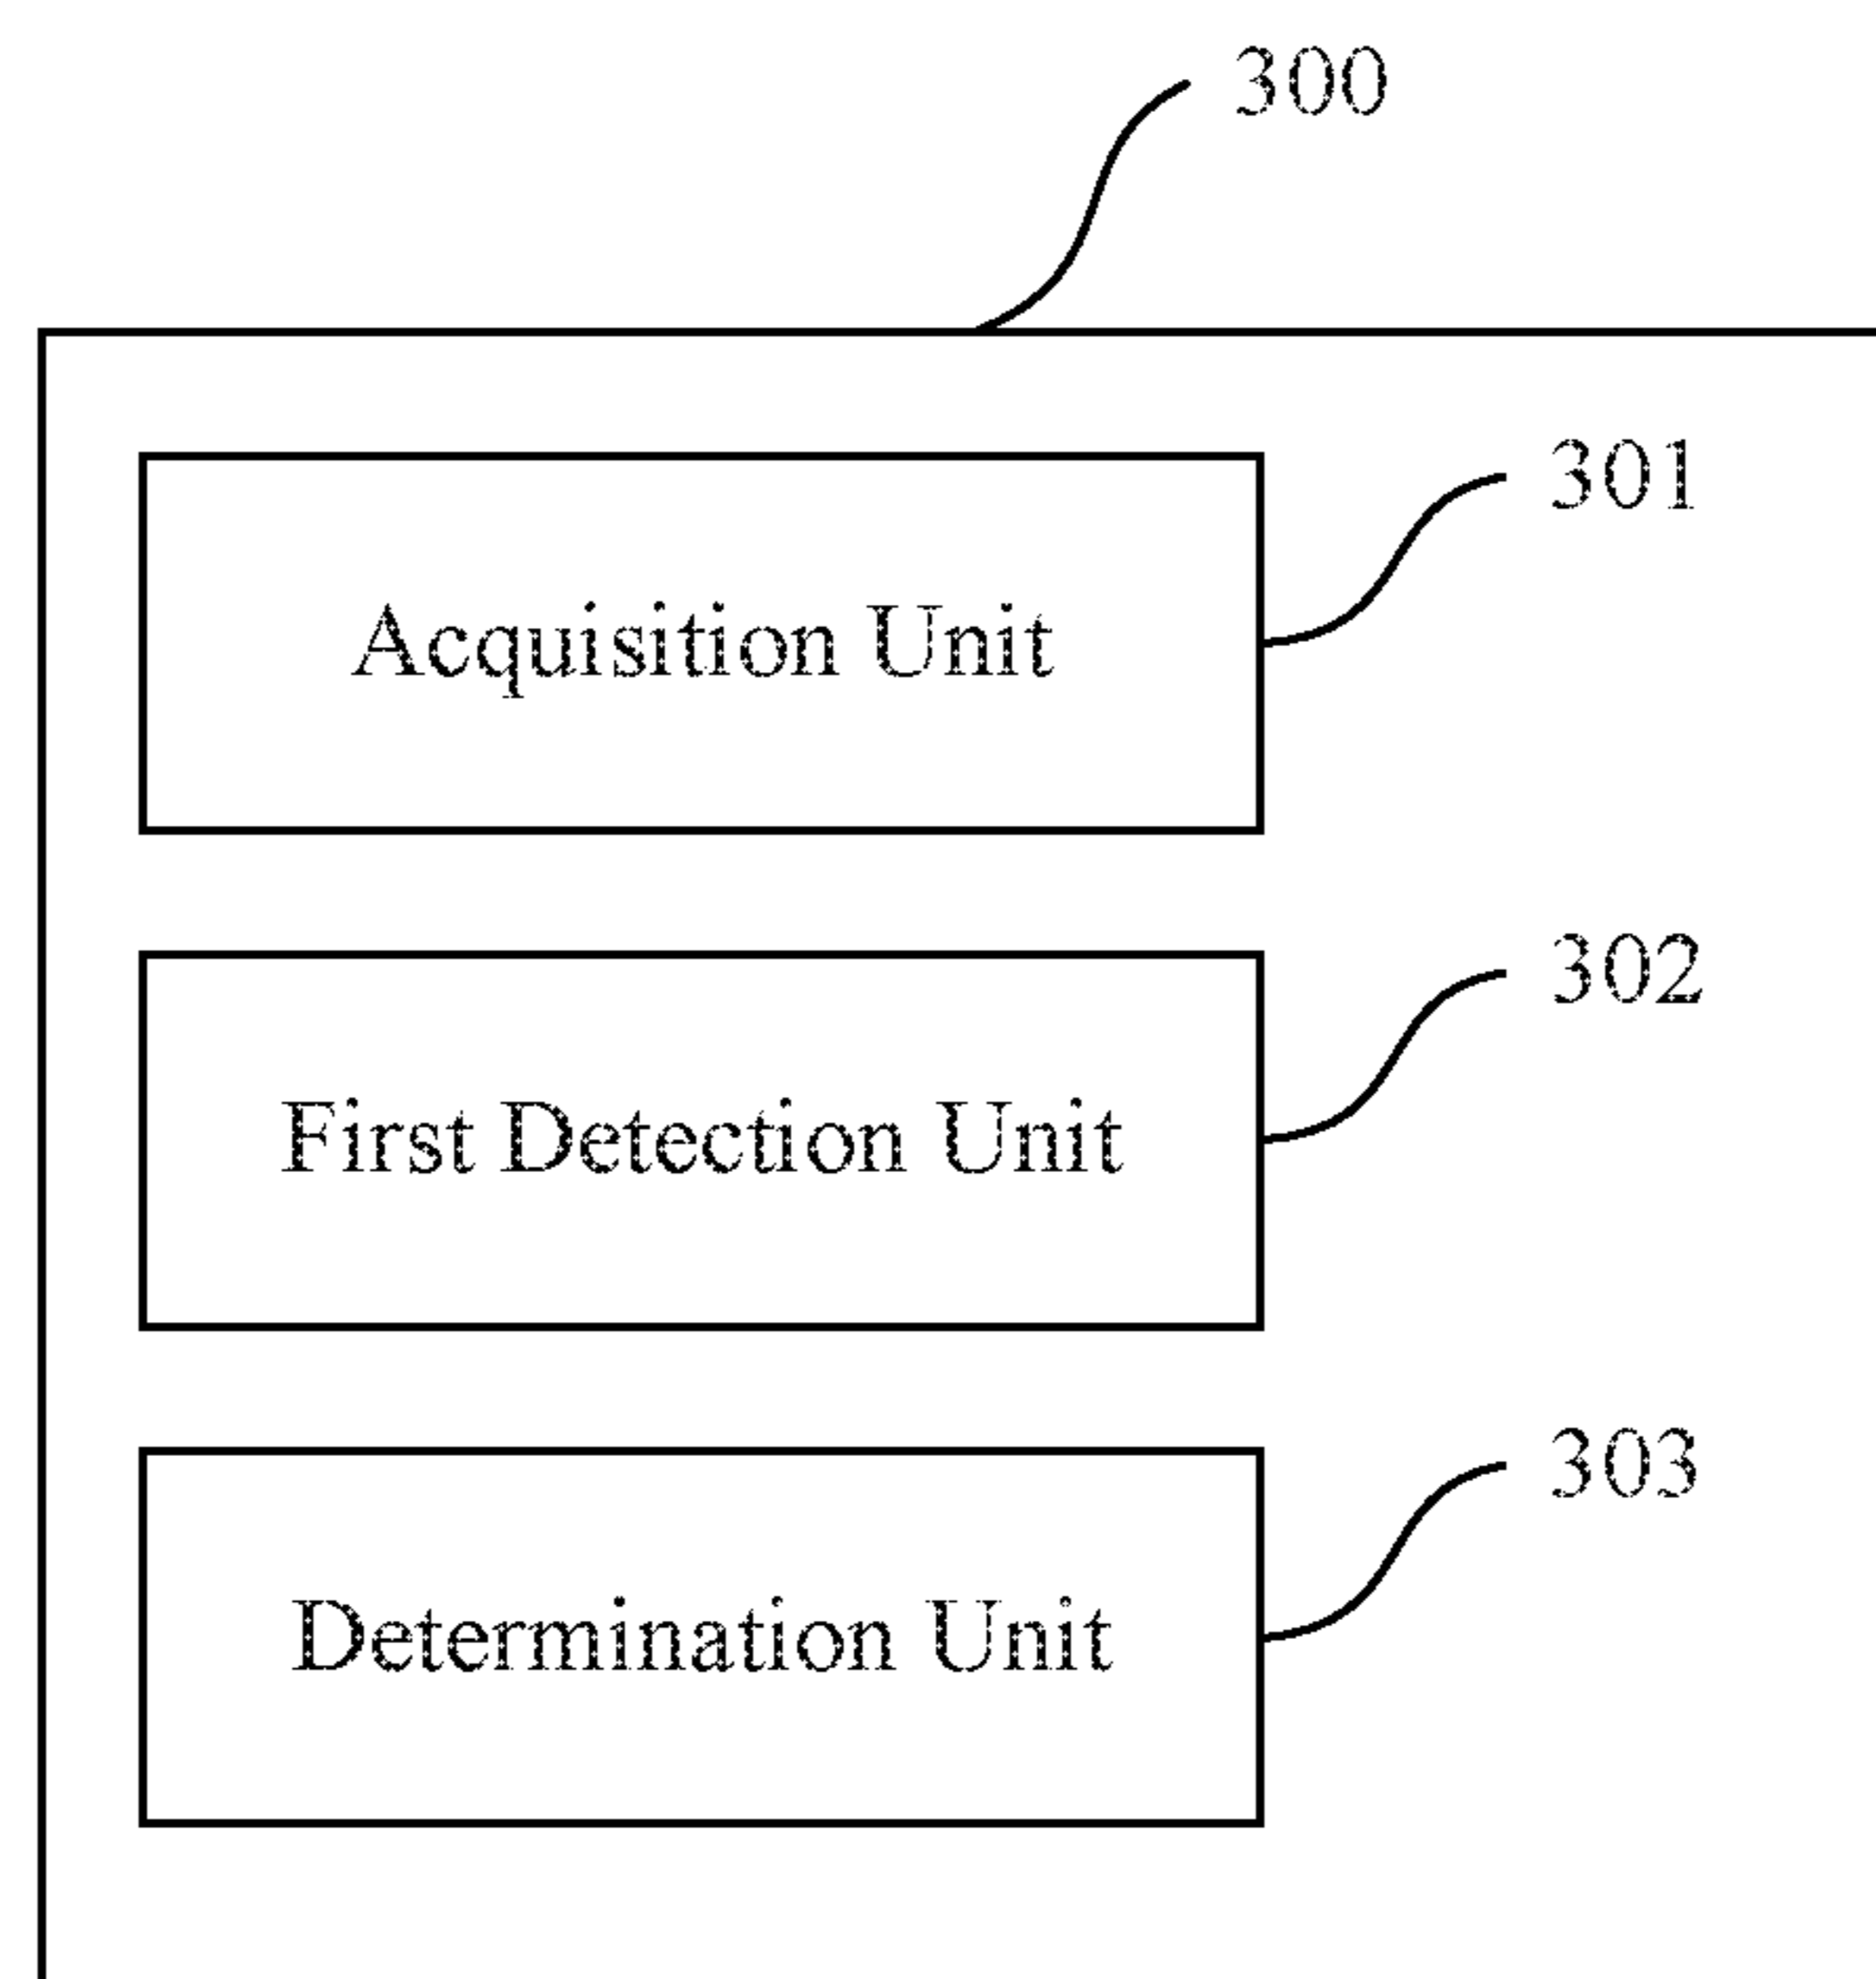 300
301
Acquisition Unit
302
First Detection Unit
303
Determination Unit